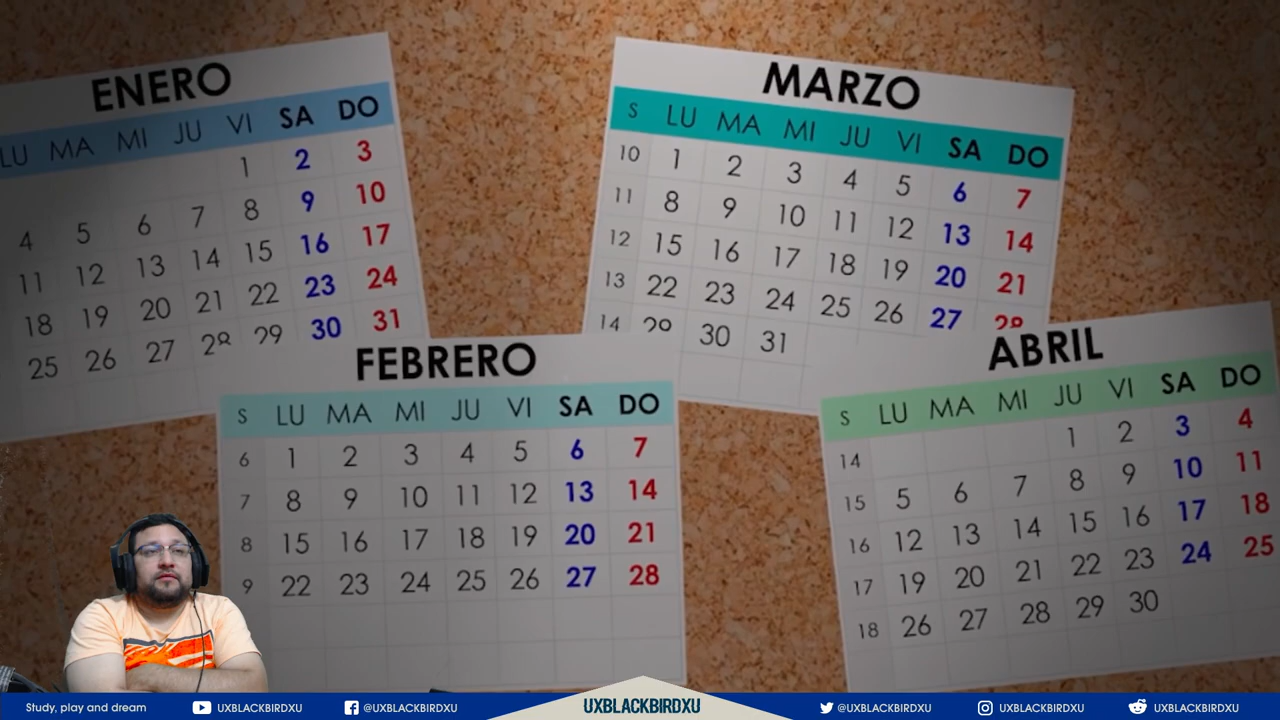 ENERO
LU MA MI JU VI SA DO
1 2 3
4 5 6 7 8 9 10
11 12 13 14 15 16 17
18 19 20 21 22 23 24
25 26 27 28 29 30 31
MARZO
S LU MA MI JU VI SA DO
10 1 2 3 4 5 6 7
11 8 9 10 11 12 13 14
12 15 16 17 18 19 20 21
13 22 23 24 25 26 27 28
14 29 30 31
FEBRERO
S LU MA MI JU VI SA DO
6 1 2 3 4 5 6 7
7 8 9 10 11 12 13 14
8 15 16 17 18 19 20 21
9 22 23 24 25 26 27 28
ABRIL
S LU MA MI JU VI SA DO
14 1 2 3 4
15 5 6 7 8 9 10 11
16 12 13 14 15 16 17 18
17 19 20 21 22 23 24 25
18 26 27 28 29 30
Study, play and dream UXBLACKBIRDXU @UXBLACKBIRDXU UXBLACKBIRDXU @UXBLACKBIRDXU UXBLACKBIRDXU UXBLACKBIRDXU